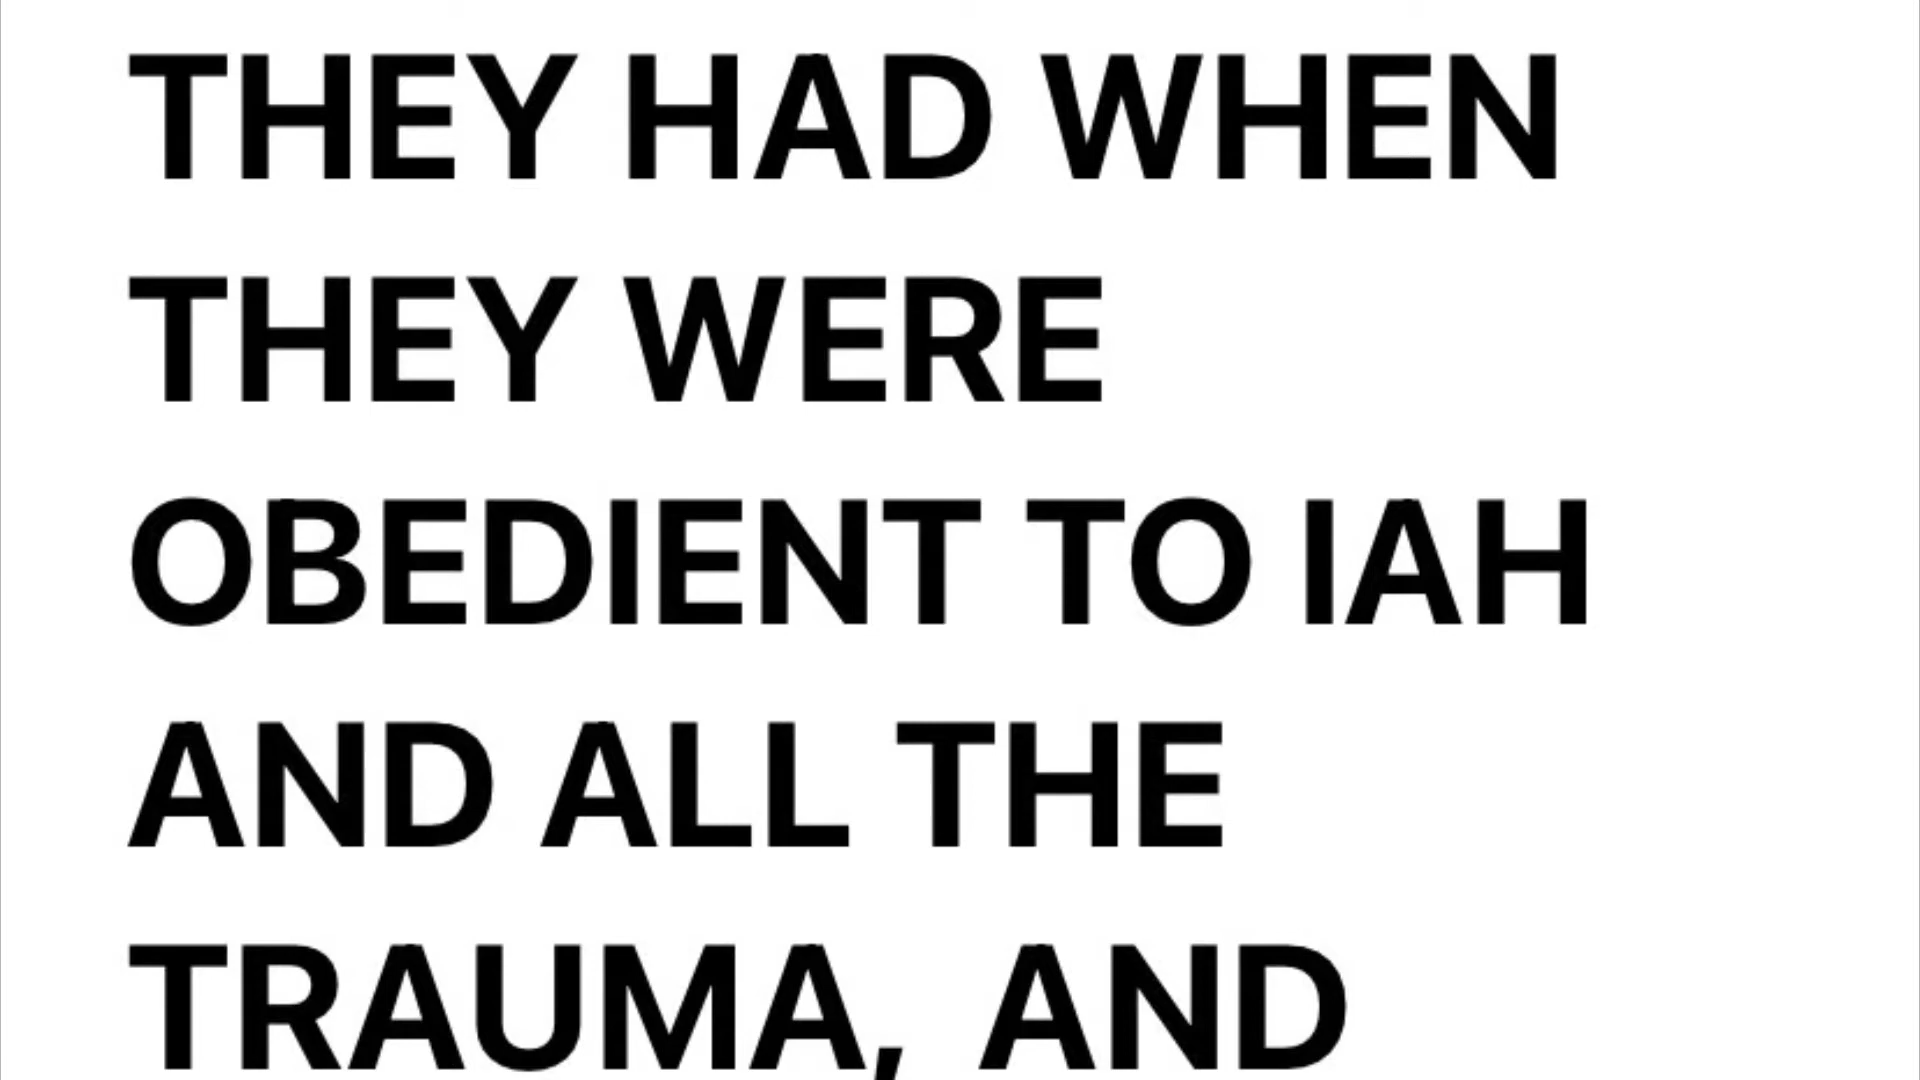 THEY HAD WHEN
THEY WERE
OBEDIENT TO IAH
AND ALL THE
TRAUMA, AND